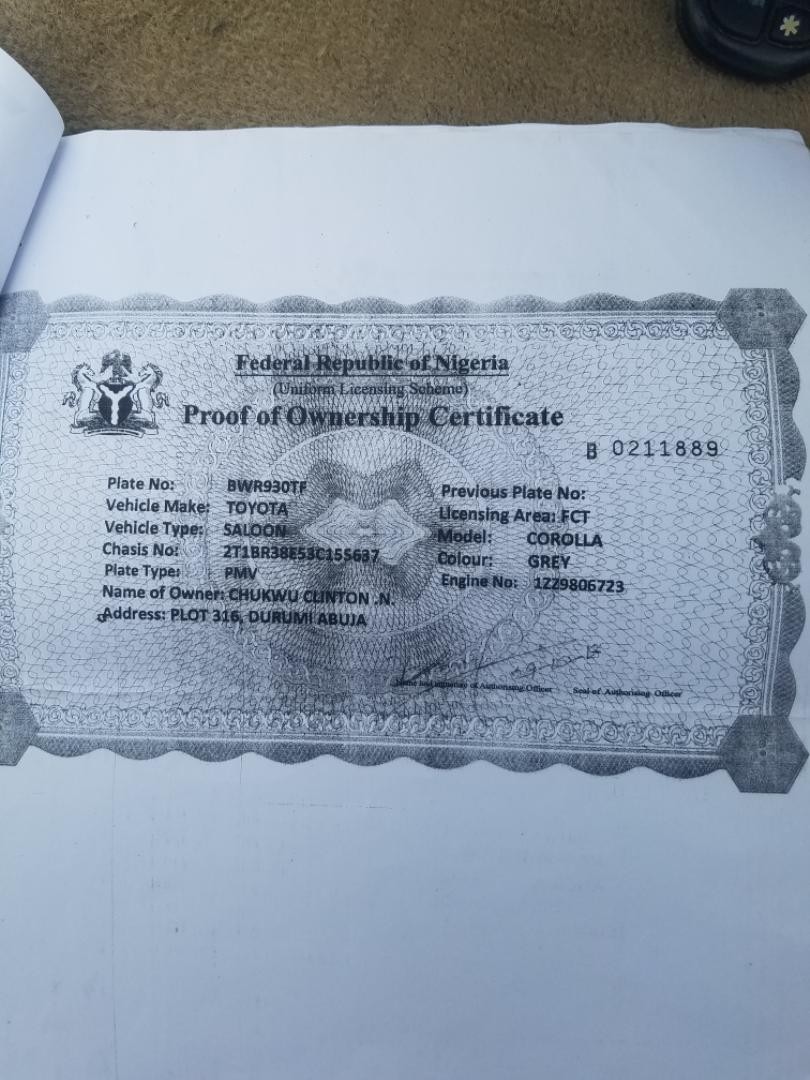 Federal Republic of Nigeria
(Uniform Licensing Scheme)
Proof of Ownership Certificate
B 0211889
Plate No: BWR930TF
Previous Plate No:
Vehicle Make: TOYOTA
Licensing Area: FCT
Vehicle Type: SALOON
Model: COROLLA
Chasis No: 2T1BR38E53C155637
Colour: GREY
Plate Type: PMV
Engine No: 1ZZ9806723
Name of Owner: CHUKWU CLINTON .N.
Address: PLOT 316, DURUMI ABUJA
Name and signature of Authorising Officer
Seal of Authorising Officer